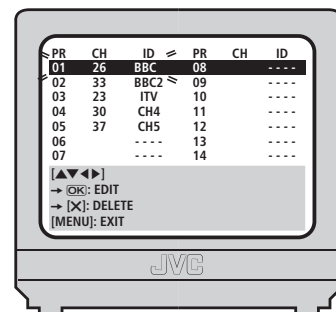 PR CH ID PR CH ID
01 26 BBC 08 - - - -
02 33 BBC2 09 - - - -
03 23 ITV 10 - - - -
04 30 CH4 11 - - - -
05 37 CH5 12 - - - -
06 - - - - 13 - - - -
07 - - - - 14 - - - -
[▲▼◀▶]
→ OK: EDIT
→ [X]: DELETE
[MENU]: EXIT
JVC